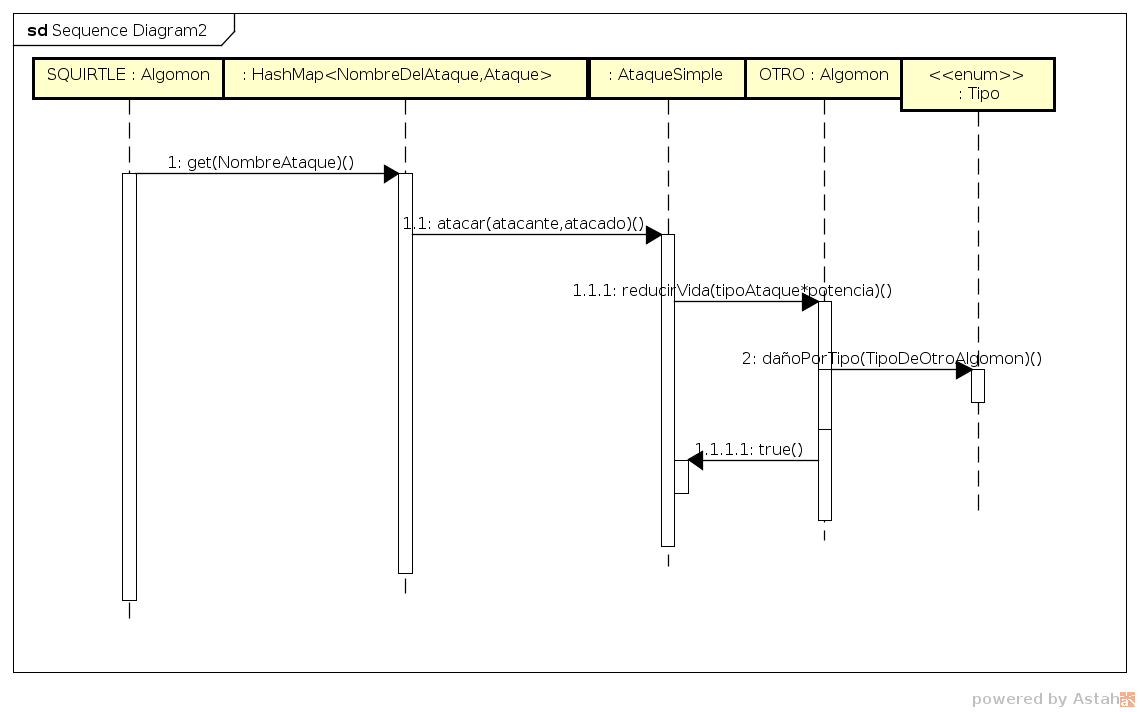 sd Sequence Diagram2
SQUIRTLE : Algomon
: HashMap<NombreDelAtaque,Ataque>
: AtaqueSimple
OTRO : Algomon
<<enum>>
: Tipo
1: get(NombreAtaque)()
1.1: atacar(atacante,atacado)()
1.1.1: reducirVida(tipoAtaque*potencia)()
2: dañoPorTipo(TipoDeOtroAlgomon)()
1.1.1.1: true()
powered by Astah